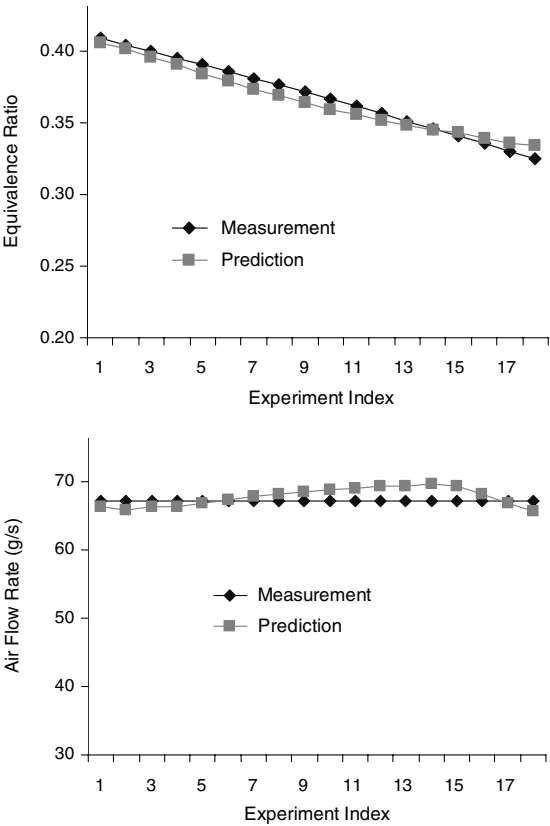 Equivalence Ratio
0.40
0.35
0.30
0.25
0.20
Measurement
Prediction
1 3 5 7 9 11 13 15 17
Experiment Index
Air Flow Rate (g/s)
70
60
50
40
30
Measurement
Prediction
1 3 5 7 9 11 13 15 17
Experiment Index